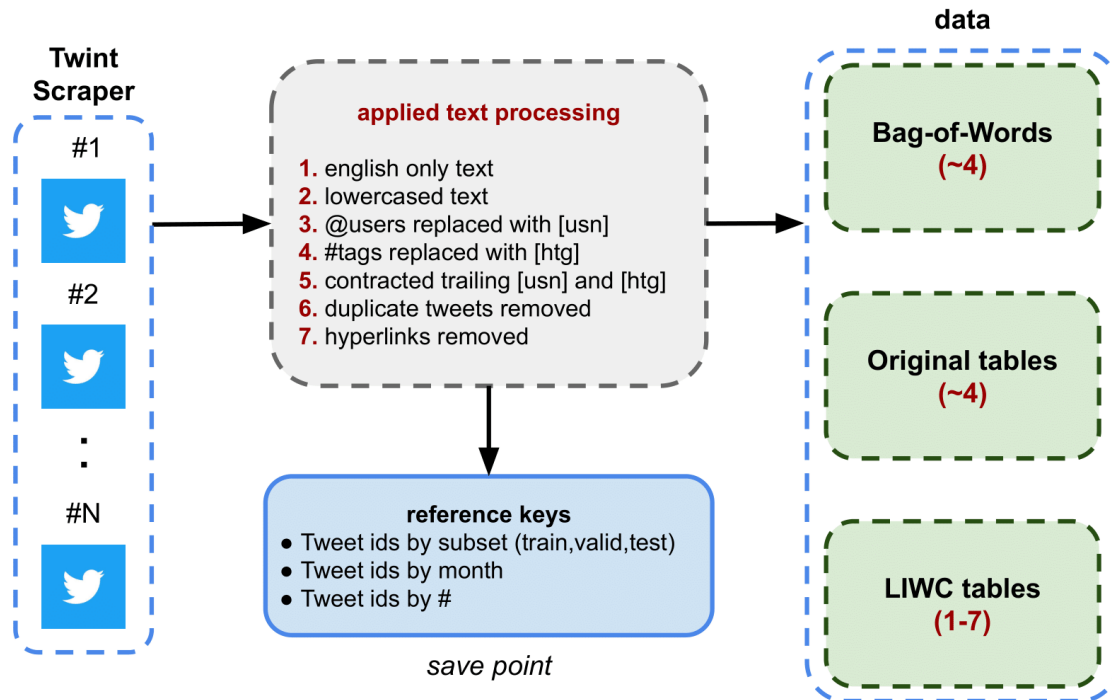 Twint
Scraper
#1
#2
:
#N
applied text processing
1. english only text
2. lowercased text
3. @users replaced with [usn]
4. #tags replaced with [htg]
5. contracted trailing [usn] and [htg]
6. duplicate tweets removed
7. hyperlinks removed
reference keys
● Tweet ids by subset (train,valid,test)
● Tweet ids by month
● Tweet ids by #
save point
data
Bag-of-Words
(~4)
Original tables
(~4)
LIWC tables
(1-7)